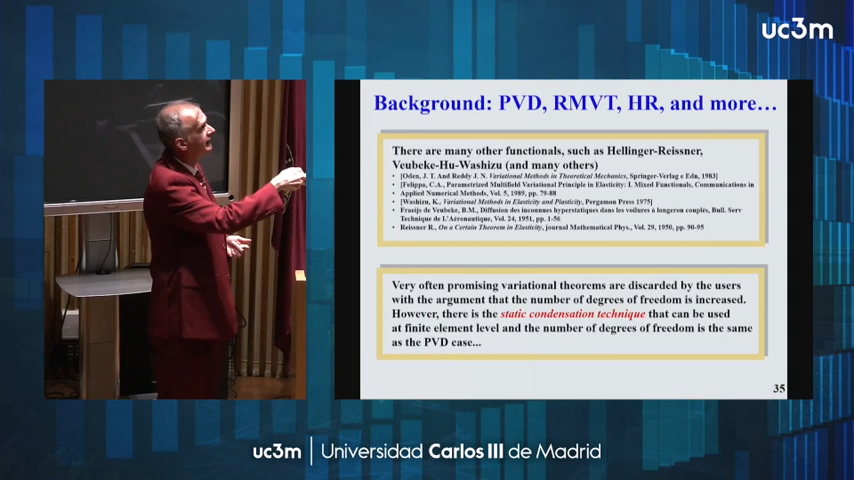 uc3m
Background: PVD, RMVT, HR, and more…
There are many other functionals, such as Hellinger-Reissner,
Veubeke-Hu-Washizu (and many others)
• [Oden, J. T. And Reddy J. N. Variational Methods in Theoretical Mechanics, Springer-Verlag e Edn, 1983]
• [Felippa, C.A., Parametrized Multifield Variational Principle in Elasticity: I. Mixed Functionals, Communications in
• Applied Numerical Methods, Vol. 5, 1989, pp. 79-88
• [Washizu, K., Variational Methods in Elasticity and Plasticity, Pergamon Press 1975]
• Fraeijs de Veubeke, B.M., Diffusion des inconnues hyperstatiques dans les voilures à longeron couplés, Bull. Serv
Technique de L'Aéronautique, Vol. 24, 1951, pp. 1-56
• Reissner R., On a Certain Theorem in Elasticity, journal Mathematical Phys., Vol. 29, 1950, pp. 90-95
Very often promising variational theorems are discarded by the users
with the argument that the number of degrees of freedom is increased.
However, there is the static condensation technique that can be used
at finite element level and the number of degrees of freedom is the same
as the PVD case...
35
uc3m | Universidad Carlos III de Madrid